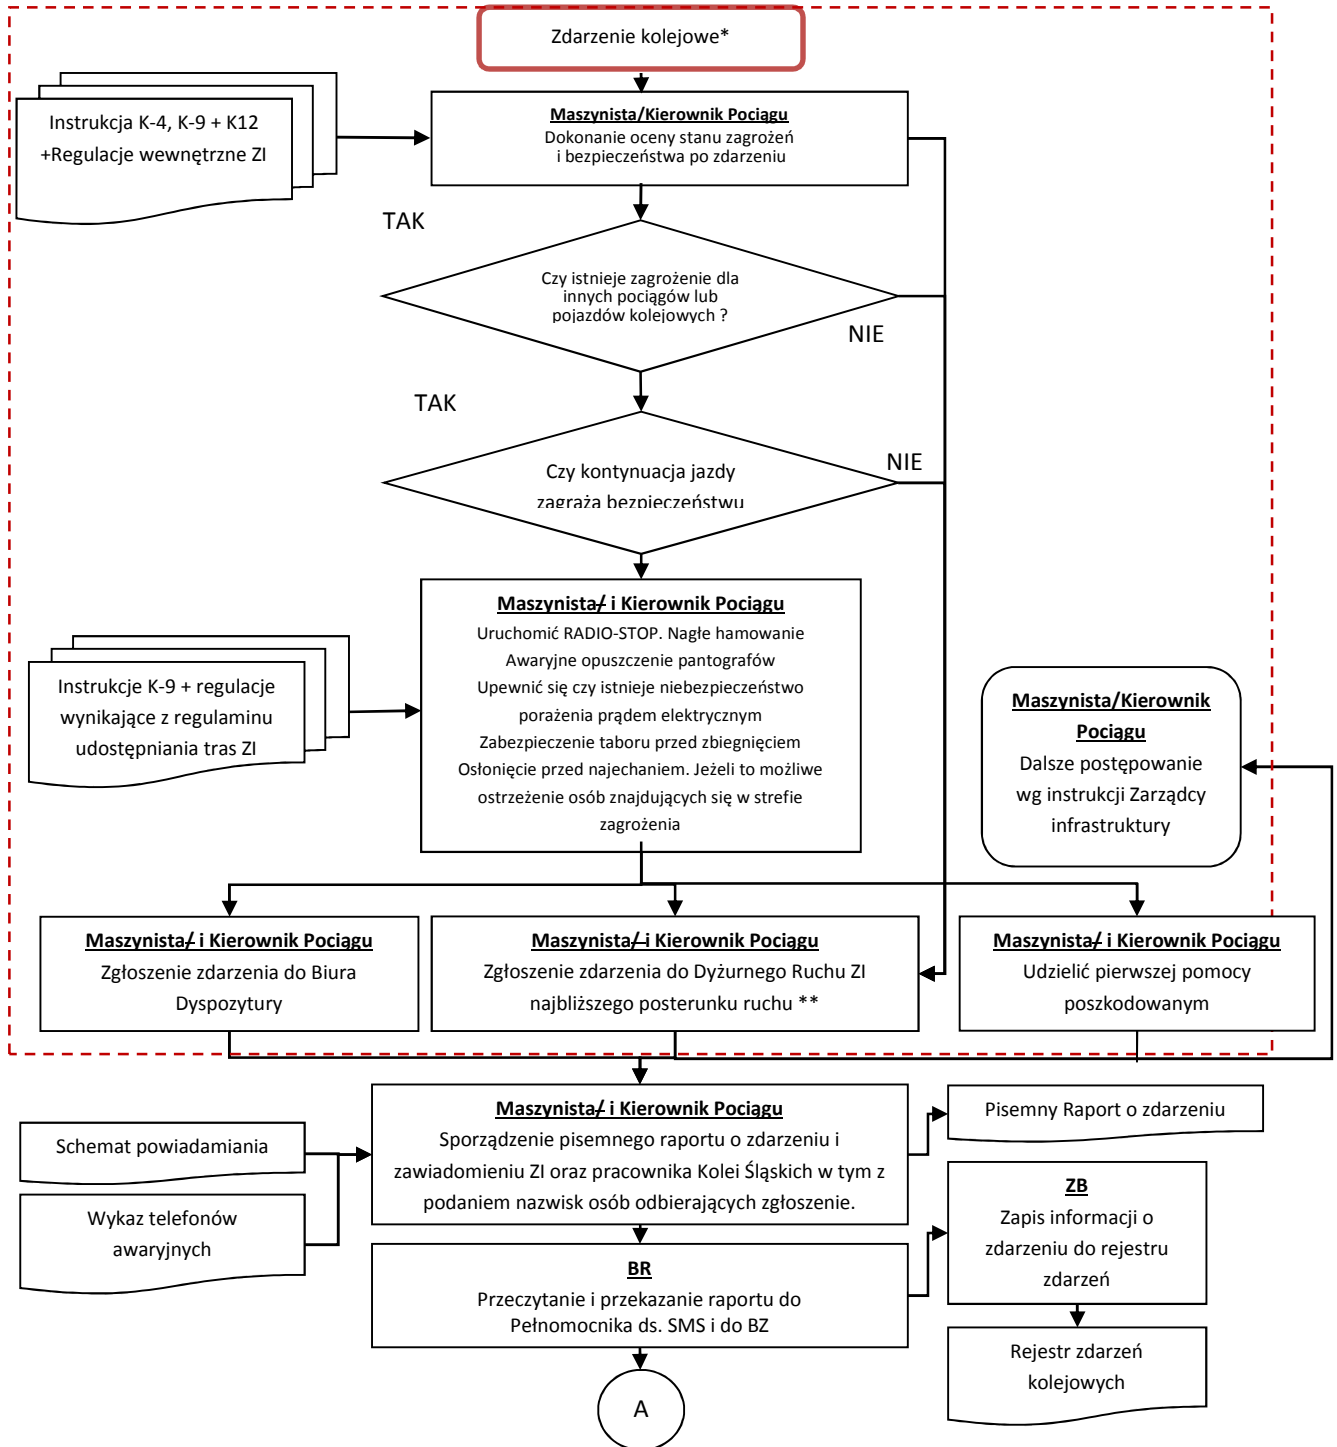 Zdarzenie kolejowe*
Instrukcja K-4, K-9 + K12
+Regulacje wewnętrzne ZI
Maszynista/Kierownik Pociągu
Dokonanie oceny stanu zagrożeń
i bezpieczeństwa po zdarzeniu
TAK
Czy istnieje zagrożenie dla
innych pociągów lub
pojazdów kolejowych ?
NIE
TAK
Czy kontynuacja jazdy
zagraża bezpieczeństwu
NIE
Maszynista/ i Kierownik Pociągu
Uruchomić RADIO-STOP. Nagłe hamowanie
Awaryjne opuszczenie pantografów
Upewnić się czy istnieje niebezpieczeństwo
porażenia prądem elektrycznym
Zabezpieczenie taboru przed zbiegnięciem
Osłonięcie przed najechaniem. Jeżeli to możliwe
ostrzeżenie osób znajdujących się w strefie
zagrożenia
Instrukcje K-9 + regulacje
wynikające z regulaminu
udostępniania tras ZI
Maszynista/Kierownik
Pociągu
Dalsze postępowanie
wg instrukcji Zarządcy
infrastruktury
Maszynista/ i Kierownik Pociągu
Zgłoszenie zdarzenia do Biura
Dyspozytury
Maszynista/ i Kierownik Pociągu
Zgłoszenie zdarzenia do Dyżurnego Ruchu ZI
najbliższego posterunku ruchu **
Maszynista/ i Kierownik Pociągu
Udzielić pierwszej pomocy
poszkodowanym
Schemat powiadamiania
Wykaz telefonów
awaryjnych
Maszynista/ i Kierownik Pociągu
Sporządzenie pisemnego raportu o zdarzeniu i
zawiadomieniu ZI oraz pracownika Kolei Śląskich w tym z
podaniem nazwisk osób odbierających zgłoszenie.
Pisemny Raport o zdarzeniu
BR
Przeczytanie i przekazanie raportu do
Pełnomocnika ds. SMS i do BZ
ZB
Zapis informacji o
zdarzeniu do rejestru
zdarzeń
Rejestr zdarzeń
kolejowych
A